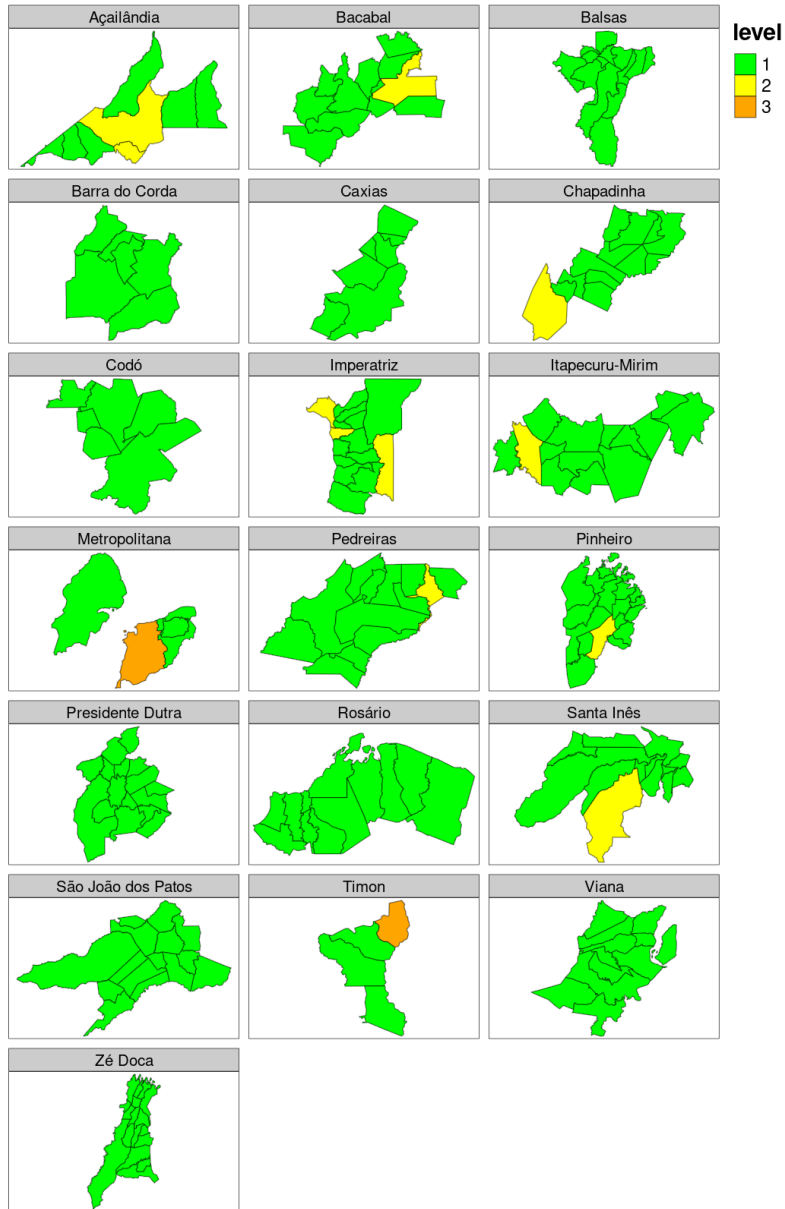 Açailândia
Bacabal
Balsas
level
1
2
3
Barra do Corda
Caxias
Chapadinha
Codó
Imperatriz
Itapecuru-Mirim
Metropolitana
Pedreiras
Pinheiro
Presidente Dutra
Rosário
Santa Inês
São João dos Patos
Timon
Viana
Zé Doca